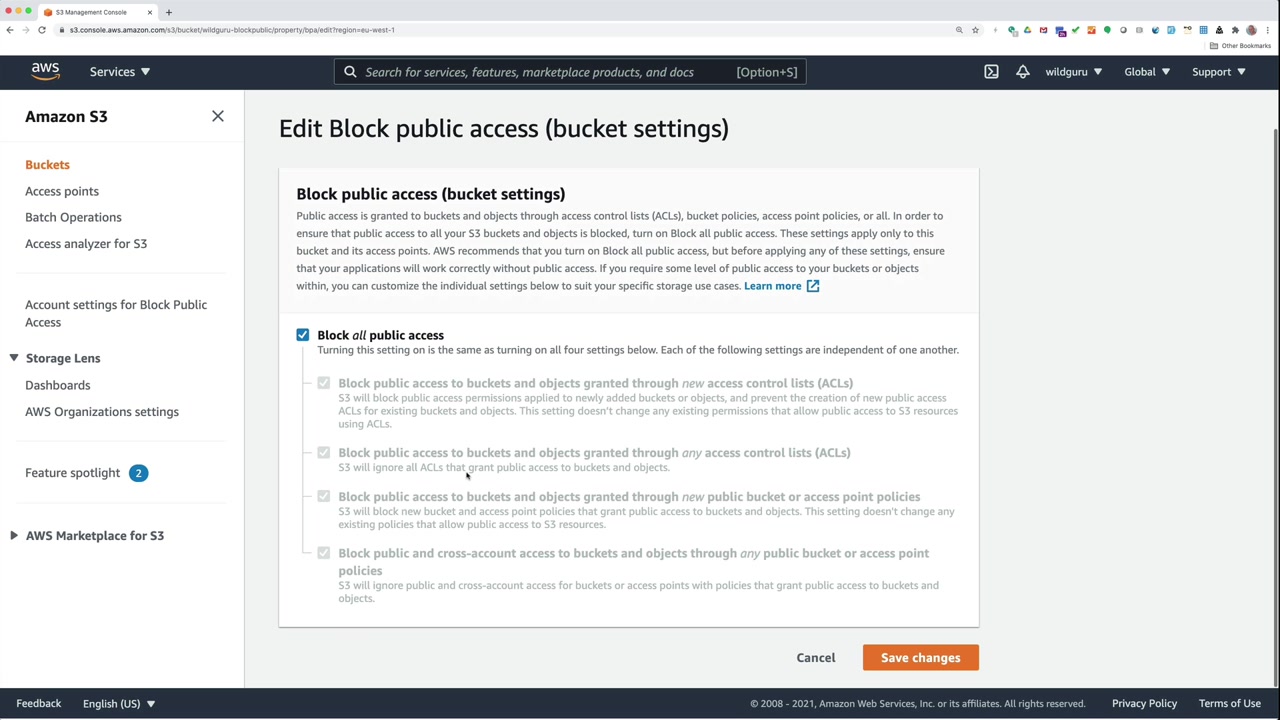 S3 Management Console
s3.console.aws.amazon.com/s3/bucket/wildguru-blockpublic/property/bpa/edit?region=eu-west-1
Other Bookmarks
aws
Services
Search for services, features, marketplace products, and docs
[Option+S]
wildguru
Global
Support
Amazon S3
Buckets
Access points
Batch Operations
Access analyzer for S3
Account settings for Block Public
Access
Storage Lens
Dashboards
AWS Organizations settings
Feature spotlight
2
AWS Marketplace for S3
Edit Block public access (bucket settings)
Block public access (bucket settings)
Public access is granted to buckets and objects through access control lists (ACLs), bucket policies, access point policies, or all. In order to
ensure that public access to all your S3 buckets and objects is blocked, turn on Block all public access. These settings apply only to this
bucket and its access points. AWS recommends that you turn on Block all public access, but before applying any of these settings, ensure
that your applications will work correctly without public access. If you require some level of public access to your buckets or objects
within, you can customize the individual settings below to suit your specific storage use cases. Learn more
Block all public access
Turning this setting on is the same as turning on all four settings below. Each of the following settings are independent of one another.
Block public access to buckets and objects granted through new access control lists (ACLs)
S3 will block public access permissions applied to newly added buckets or objects, and prevent the creation of new public access
ACLs for existing buckets and objects. This setting doesn't change any existing permissions that allow public access to S3 resources
using ACLs.
Block public access to buckets and objects granted through any access control lists (ACLs)
S3 will ignore all ACLs that grant public access to buckets and objects.
Block public access to buckets and objects granted through new public bucket or access point policies
S3 will block new bucket and access point policies that grant public access to buckets and objects. This setting doesn't change any
existing policies that allow public access to S3 resources.
Block public and cross-account access to buckets and objects through any public bucket or access point
policies
S3 will ignore public and cross-account access for buckets or access points with policies that grant public access to buckets and
objects.
Cancel
Save changes
Feedback
English (US)
© 2008 - 2021, Amazon Web Services, Inc. or its affiliates. All rights reserved.
Privacy Policy
Terms of Use